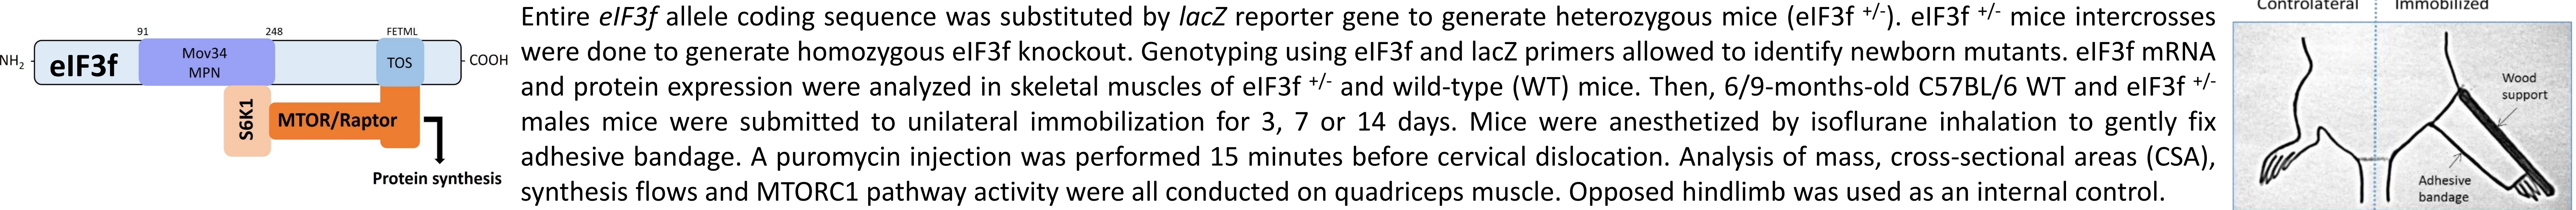 91
248
FETML
NH2
eIF3f
Mov34
MPN
TOS
COOH
S6K1
MTOR/Raptor
Protein synthesis
Entire eIF3f allele coding sequence was substituted by lacZ reporter gene to generate heterozygous mice (eIF3f +/-). eIF3f +/- mice intercrosses
were done to generate homozygous eIF3f knockout. Genotyping using eIF3f and lacZ primers allowed to identify newborn mutants. eIF3f mRNA
and protein expression were analyzed in skeletal muscles of eIF3f +/- and wild-type (WT) mice. Then, 6/9-months-old C57BL/6 WT and eIF3f +/-
males mice were submitted to unilateral immobilization for 3, 7 or 14 days. Mice were anesthetized by isoflurane inhalation to gently fix
adhesive bandage. A puromycin injection was performed 15 minutes before cervical dislocation. Analysis of mass, cross-sectional areas (CSA),
synthesis flows and MTORC1 pathway activity were all conducted on quadriceps muscle. Opposed hindlimb was used as an internal control.
Controlateral
Immobilized
Wood
support
Adhesive
bandage